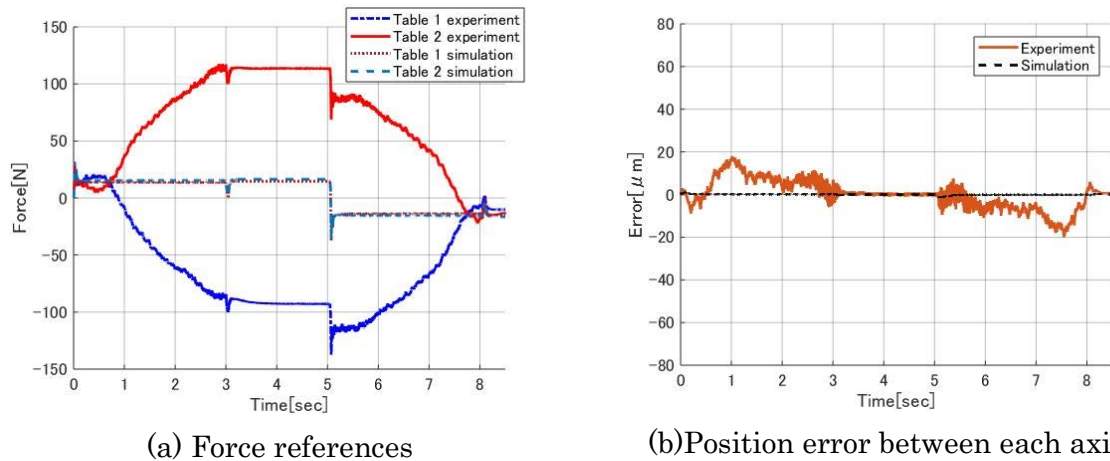 150
100
50
0
−50
−100
−150
Force[N]
0 1 2 3 4 5 6 7 8
Time[sec]
Table 1 experiment
Table 2 experiment
Table 1 simulation
Table 2 simulation
(a) Force references
80
60
40
20
0
−20
−40
−60
−80
Error[μm]
0 1 2 3 4 5 6 7 8
Time[sec]
Experiment
Simulation
(b)Position error between each axi